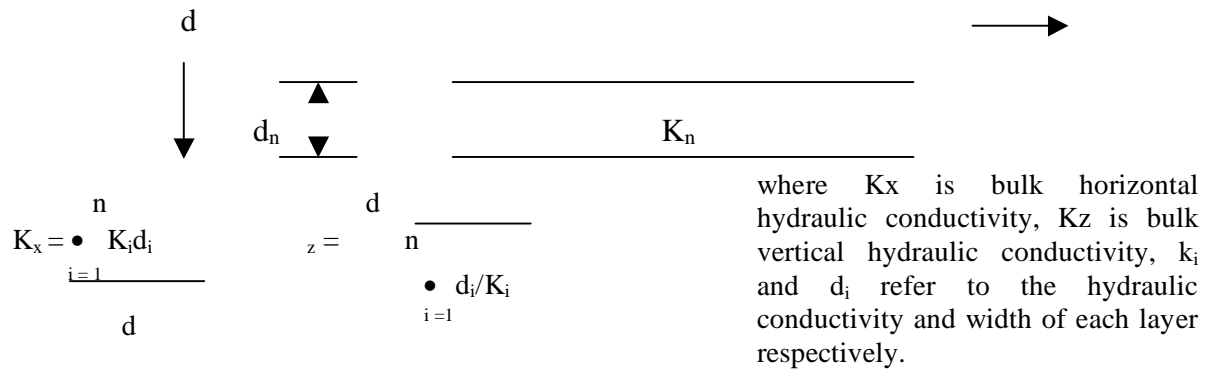 d
dₙ
Kₙ
n
Kₓ = • Kᵢdᵢ
i = 1
d
d
z = n
• dᵢ/Kᵢ
i =1
where Kx is bulk horizontal
hydraulic conductivity, Kz is bulk
vertical hydraulic conductivity, kᵢ
and dᵢ refer to the hydraulic
conductivity and width of each layer
respectively.